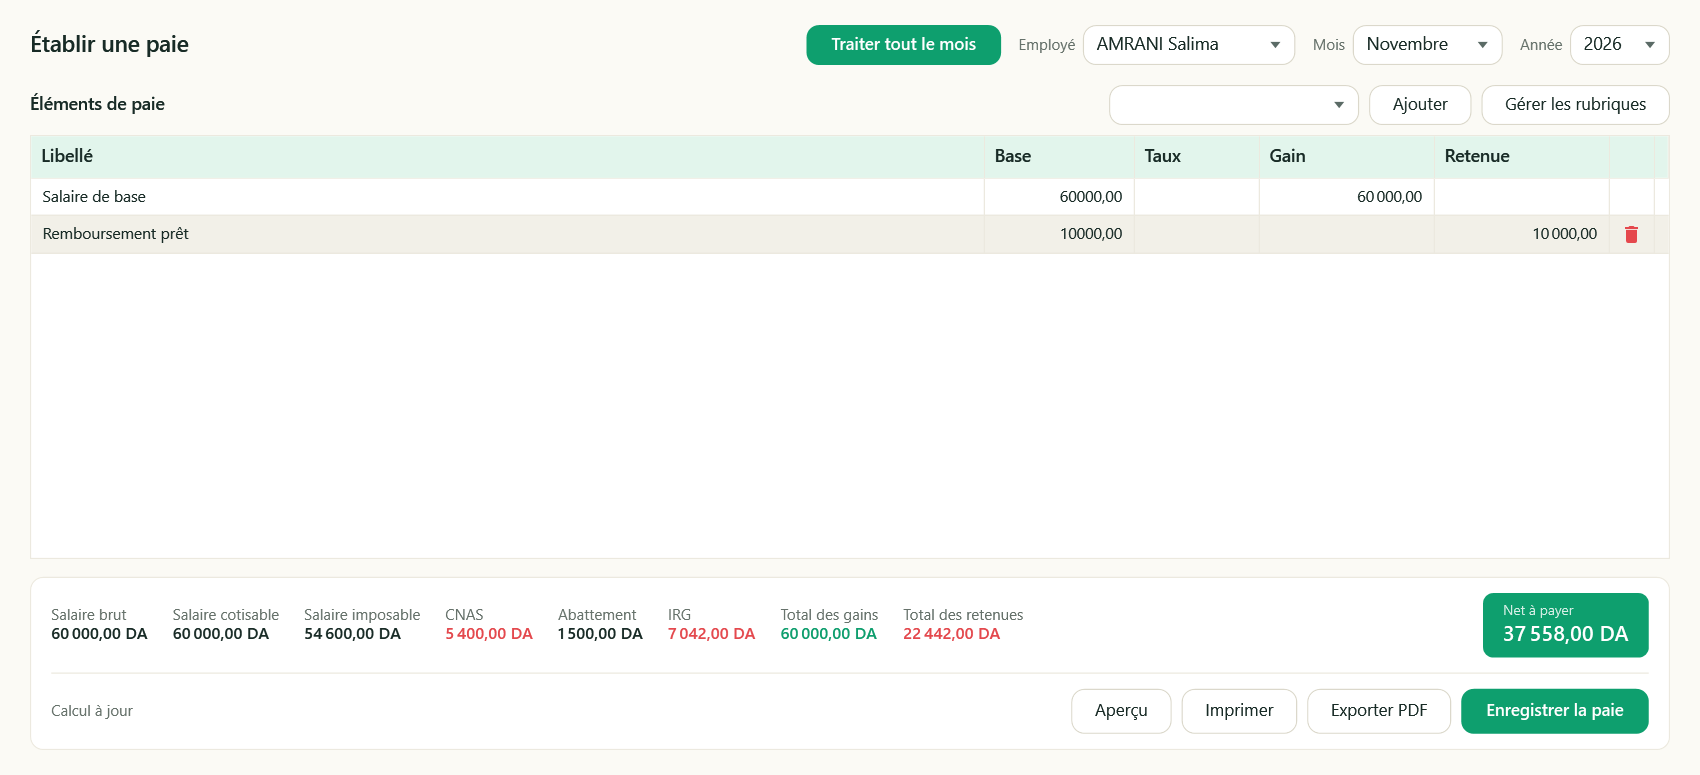 Établir une paie
Traiter tout le mois
Employé
AMRANI Salima
Mois
Novembre
Année
2026
Éléments de paie
Ajouter
Gérer les rubriques
Libellé Base Taux Gain Retenue
Salaire de base 60000,00 60 000,00
Remboursement prêt 10000,00 10 000,00
Salaire brut Salaire cotisable Salaire imposable CNAS Abattement IRG Total des gains Total des retenues
60 000,00 DA 60 000,00 DA 54 600,00 DA 5 400,00 DA 1 500,00 DA 7 042,00 DA 60 000,00 DA 22 442,00 DA
Net à payer
37 558,00 DA
Calcul à jour
Aperçu
Imprimer
Exporter PDF
Enregistrer la paie